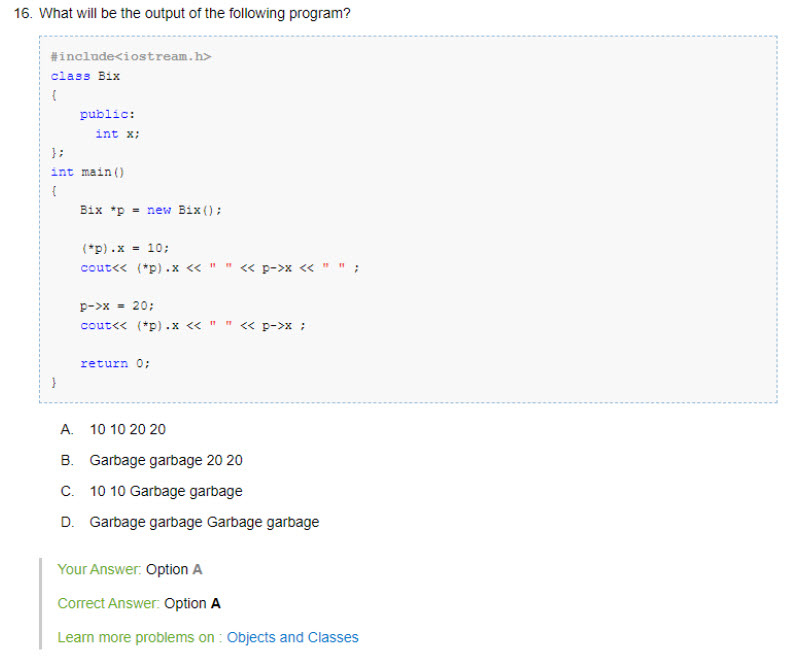 16. What will be the output of the following program?
#include<iostream.h>
class Bix
{
public:
int x;
};
int main()
{
Bix *p = new Bix();
(*p).x = 10;
cout<< (*p).x << " " << p->x << " " ;
p->x = 20;
cout<< (*p).x << " " << p->x ;
return 0;
}
A. 10 10 20 20
B. Garbage garbage 20 20
C. 10 10 Garbage garbage
D. Garbage garbage Garbage garbage
Your Answer: Option A
Correct Answer: Option A
Learn more problems on : Objects and Classes